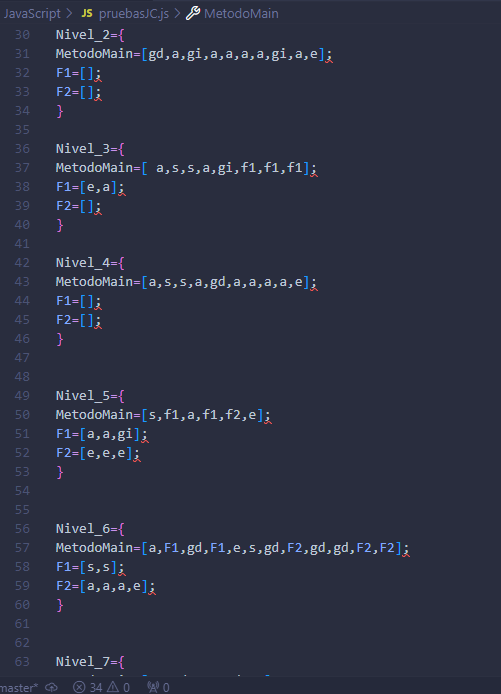 JavaScript > JS pruebasJC.js > MetodoMain
30 Nivel_2={
31 MetodoMain=[gd,a,gi,a,a,a,a,gi,a,e];
32 F1=[];
33 F2=[];
34 }
35
36 Nivel_3={
37 MetodoMain=[ a,s,s,a,gi,f1,f1,f1];
38 F1=[e,a];
39 F2=[];
40 }
41
42 Nivel_4={
43 MetodoMain=[a,s,s,a,gd,a,a,a,a,e];
44 F1=[];
45 F2=[];
46 }
47
48
49 Nivel_5={
50 MetodoMain=[s,f1,a,f1,f2,e];
51 F1=[a,a,gi];
52 F2=[e,e,e];
53 }
54
55
56 Nivel_6={
57 MetodoMain=[a,F1,gd,F1,e,s,gd,F2,gd,gd,F2,F2];
58 F1=[s,s];
59 F2=[a,a,a,e];
60 }
61
62
63 Nivel_7={
master* 34 0 0